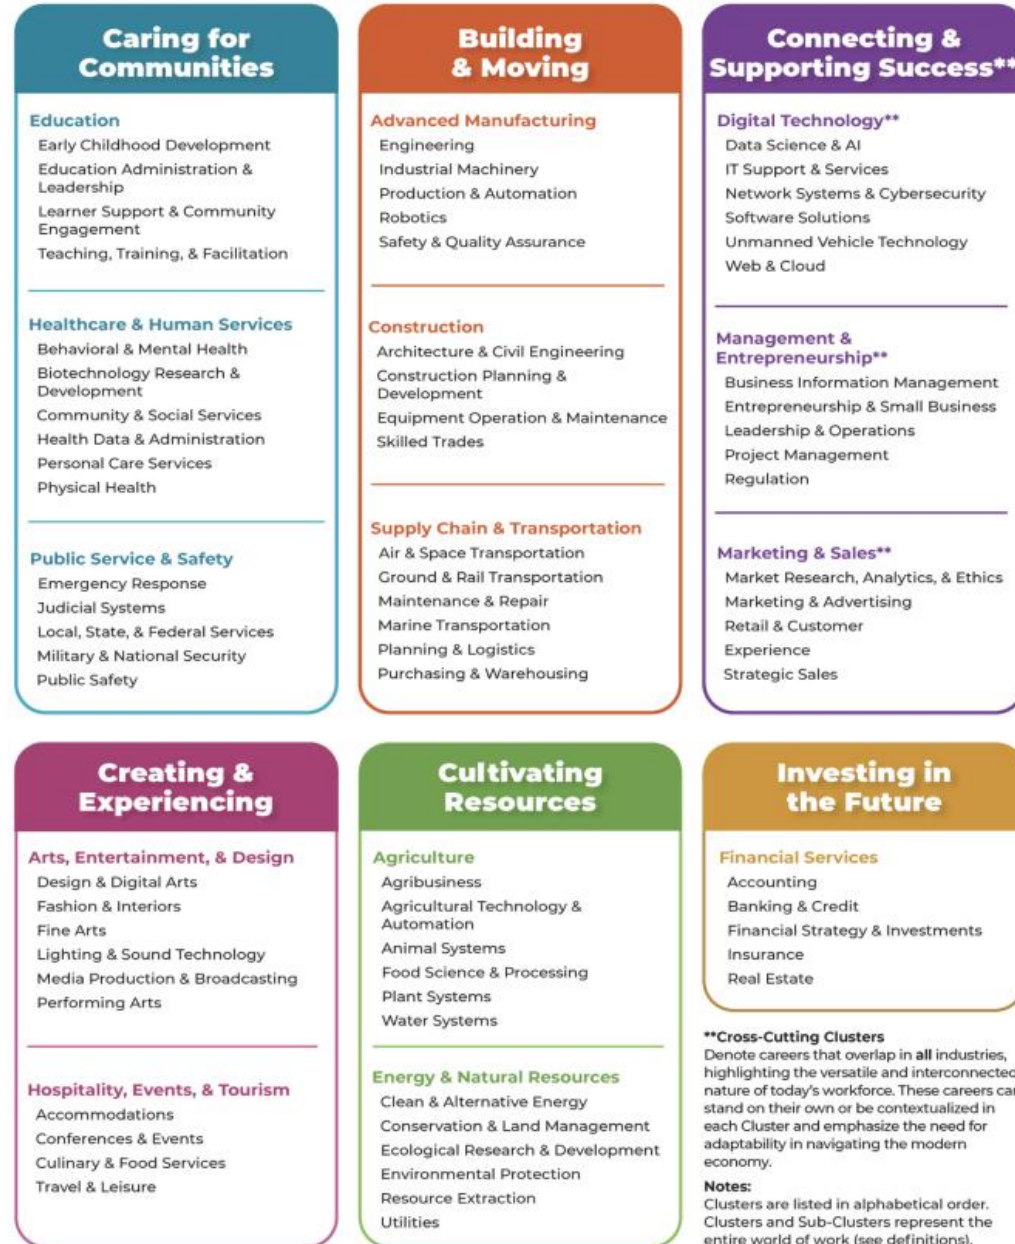 Caring for
Communities
Education
Early Childhood Development
Education Administration &
Leadership
Learner Support & Community
Engagement
Teaching, Training, & Facilitation
Healthcare & Human Services
Behavioral & Mental Health
Biotechnology Research &
Development
Community & Social Services
Health Data & Administration
Personal Care Services
Physical Health
Public Service & Safety
Emergency Response
Judicial Systems
Local, State, & Federal Services
Military & National Security
Public Safety
Building
& Moving
Advanced Manufacturing
Engineering
Industrial Machinery
Production & Automation
Robotics
Safety & Quality Assurance
Construction
Architecture & Civil Engineering
Construction Planning &
Development
Equipment Operation & Maintenance
Skilled Trades
Supply Chain & Transportation
Air & Space Transportation
Ground & Rail Transportation
Maintenance & Repair
Marine Transportation
Planning & Logistics
Purchasing & Warehousing
Connecting &
Supporting Success**
Digital Technology**
Data Science & AI
IT Support & Services
Network Systems & Cybersecurity
Software Solutions
Unmanned Vehicle Technology
Web & Cloud
Management &
Entrepreneurship**
Business Information Management
Entrepreneurship & Small Business
Leadership & Operations
Project Management
Regulation
Marketing & Sales**
Market Research, Analytics, & Ethics
Marketing & Advertising
Retail & Customer
Experience
Strategic Sales
Creating &
Experiencing
Arts, Entertainment, & Design
Design & Digital Arts
Fashion & Interiors
Fine Arts
Lighting & Sound Technology
Media Production & Broadcasting
Performing Arts
Hospitality, Events, & Tourism
Accommodations
Conferences & Events
Culinary & Food Services
Travel & Leisure
Cultivating
Resources
Agriculture
Agribusiness
Agricultural Technology &
Automation
Animal Systems
Food Science & Processing
Plant Systems
Water Systems
Energy & Natural Resources
Clean & Alternative Energy
Conservation & Land Management
Ecological Research & Development
Environmental Protection
Resource Extraction
Utilities
Investing in
the Future
Financial Services
Accounting
Banking & Credit
Financial Strategy & Investments
Insurance
Real Estate
**Cross-Cutting Clusters
Denote careers that overlap in all industries,
highlighting the versatile and interconnected
nature of today's workforce. These careers can
stand on their own or be contextualized in
each Cluster and emphasize the need for
adaptability in navigating the modern
economy.
Notes:
Clusters are listed in alphabetical order.
Clusters and Sub-Clusters represent the
entire world of work (see definitions).